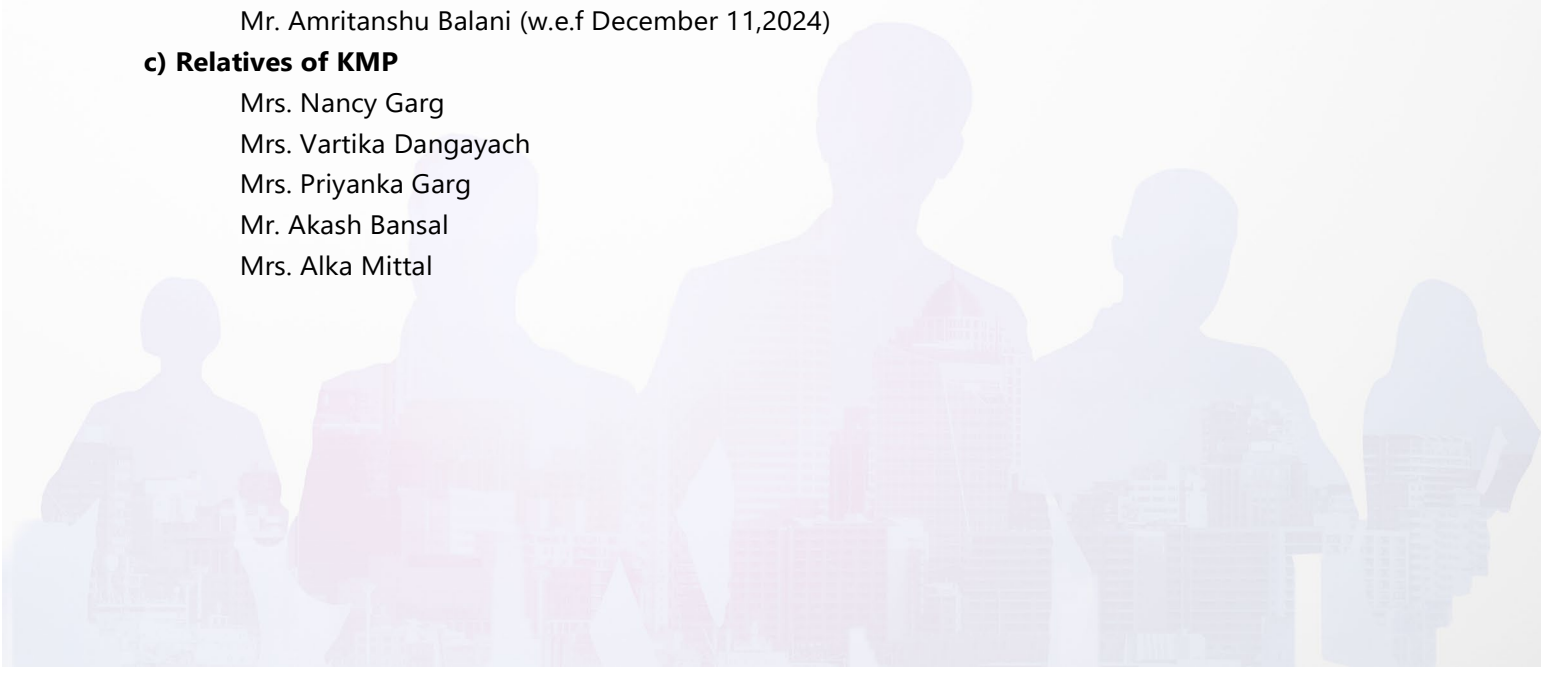 Mr. Amritanshu Balani (w.e.f December 11,2024)
c) Relatives of KMP
Mrs. Nancy Garg
Mrs. Vartika Dangayach
Mrs. Priyanka Garg
Mr. Akash Bansal
Mrs. Alka Mittal